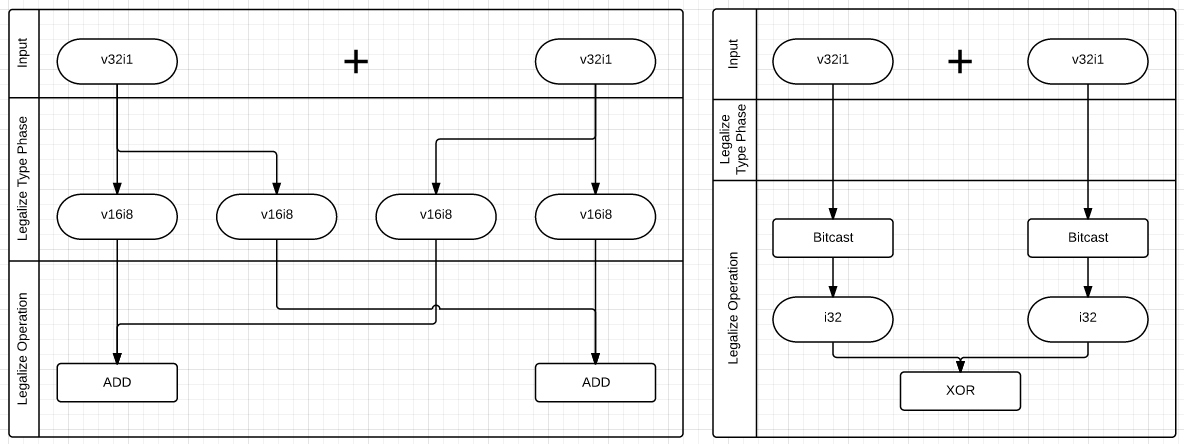 Input
v32i1
+
v32i1
Legalize Type Phase
v16i8
v16i8
v16i8
v16i8
Legalize Operation
ADD
ADD
Input
v32i1
+
v32i1
Legalize
Type Phase
Legalize Operation
Bitcast
Bitcast
i32
i32
XOR